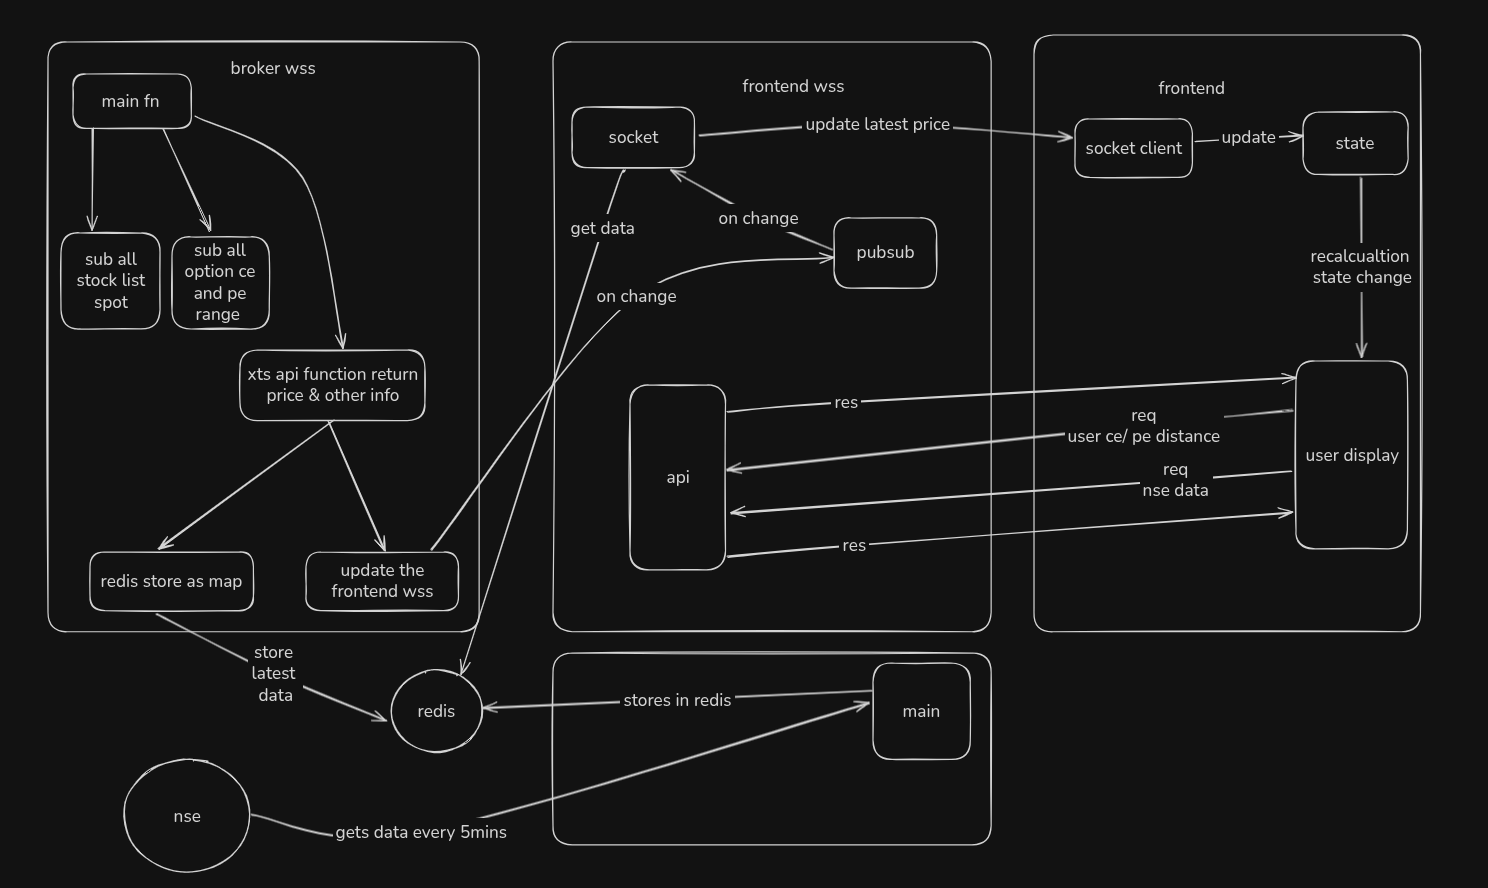 broker wss
main fn
sub all
stock list
spot
sub all
option ce
and pe
range
xts api function return
price & other info
redis store as map
update the
frontend wss
store
latest
data
redis
nse
gets data every 5mins
frontend wss
socket
update latest price
get data
on change
on change
pubsub
api
res
req
user ce/ pe distance
req
nse data
res
stores in redis
main
frontend
socket client
update
state
recalcualtion
state change
user display